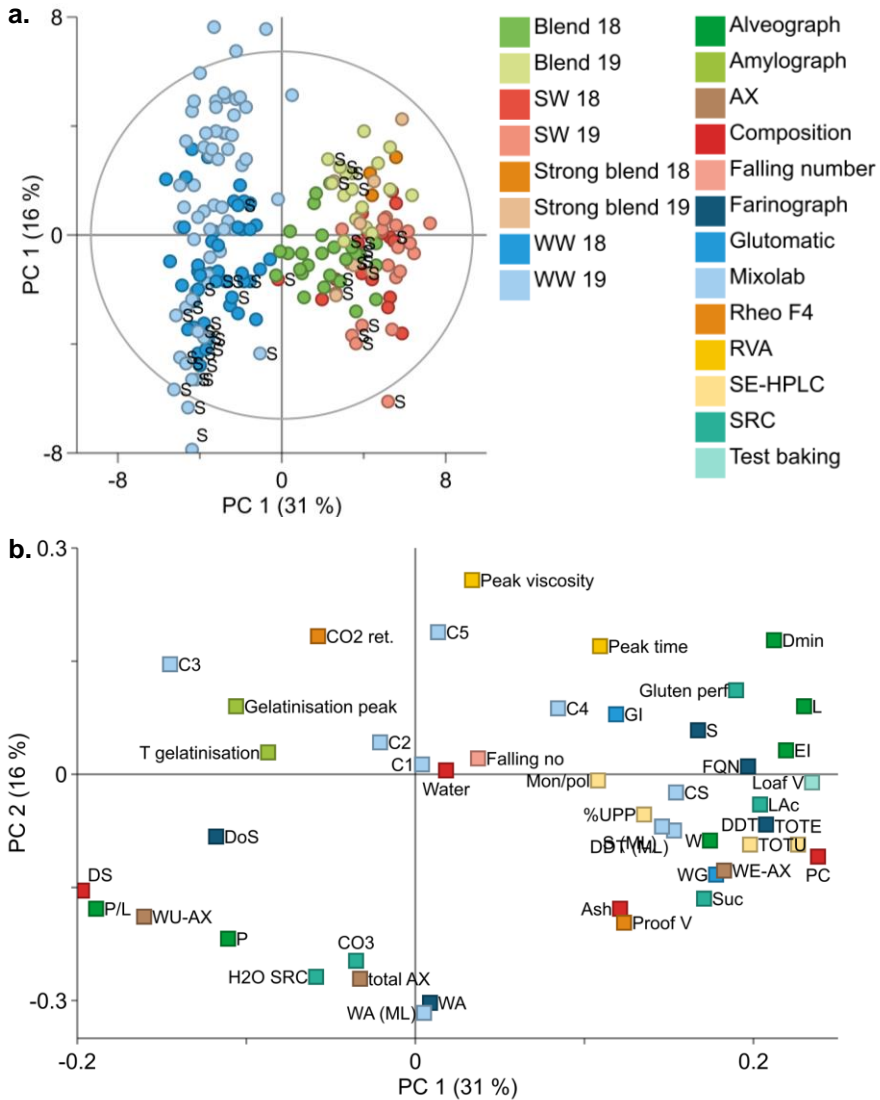 a.
8
0
-8
PC 1 (16 %)
-8
0
8
PC 1 (31 %)
S
Blend 18
Blend 19
SW 18
SW 19
Strong blend 18
Strong blend 19
WW 18
WW 19
Alveograph
Amylograph
AX
Composition
Falling number
Farinograph
Glutomatic
Mixolab
Rheo F4
RVA
SE-HPLC
SRC
Test baking
b.
0.3
0
-0.3
PC 2 (16 %)
Peak viscosity
CO2 ret.
C5
Peak time
Dmin
C3
Gluten perf
Gelatinisation peak
C4
GI
L
S
T gelatinisation
C2
EI
C1
Falling no
FQN
Water
Mon/pol
Loaf V
CS
LAc
%UPP
DDT
TOTE
DoS
S (ML)
DDT (ML)
W
TOTU
PC
DS
WG
WE-AX
P/L
WU-AX
Ash
Suc
Proof V
P
CO3
H2O SRC
total AX
WA
WA (ML)
-0.2
0
0.2
PC 1 (31 %)